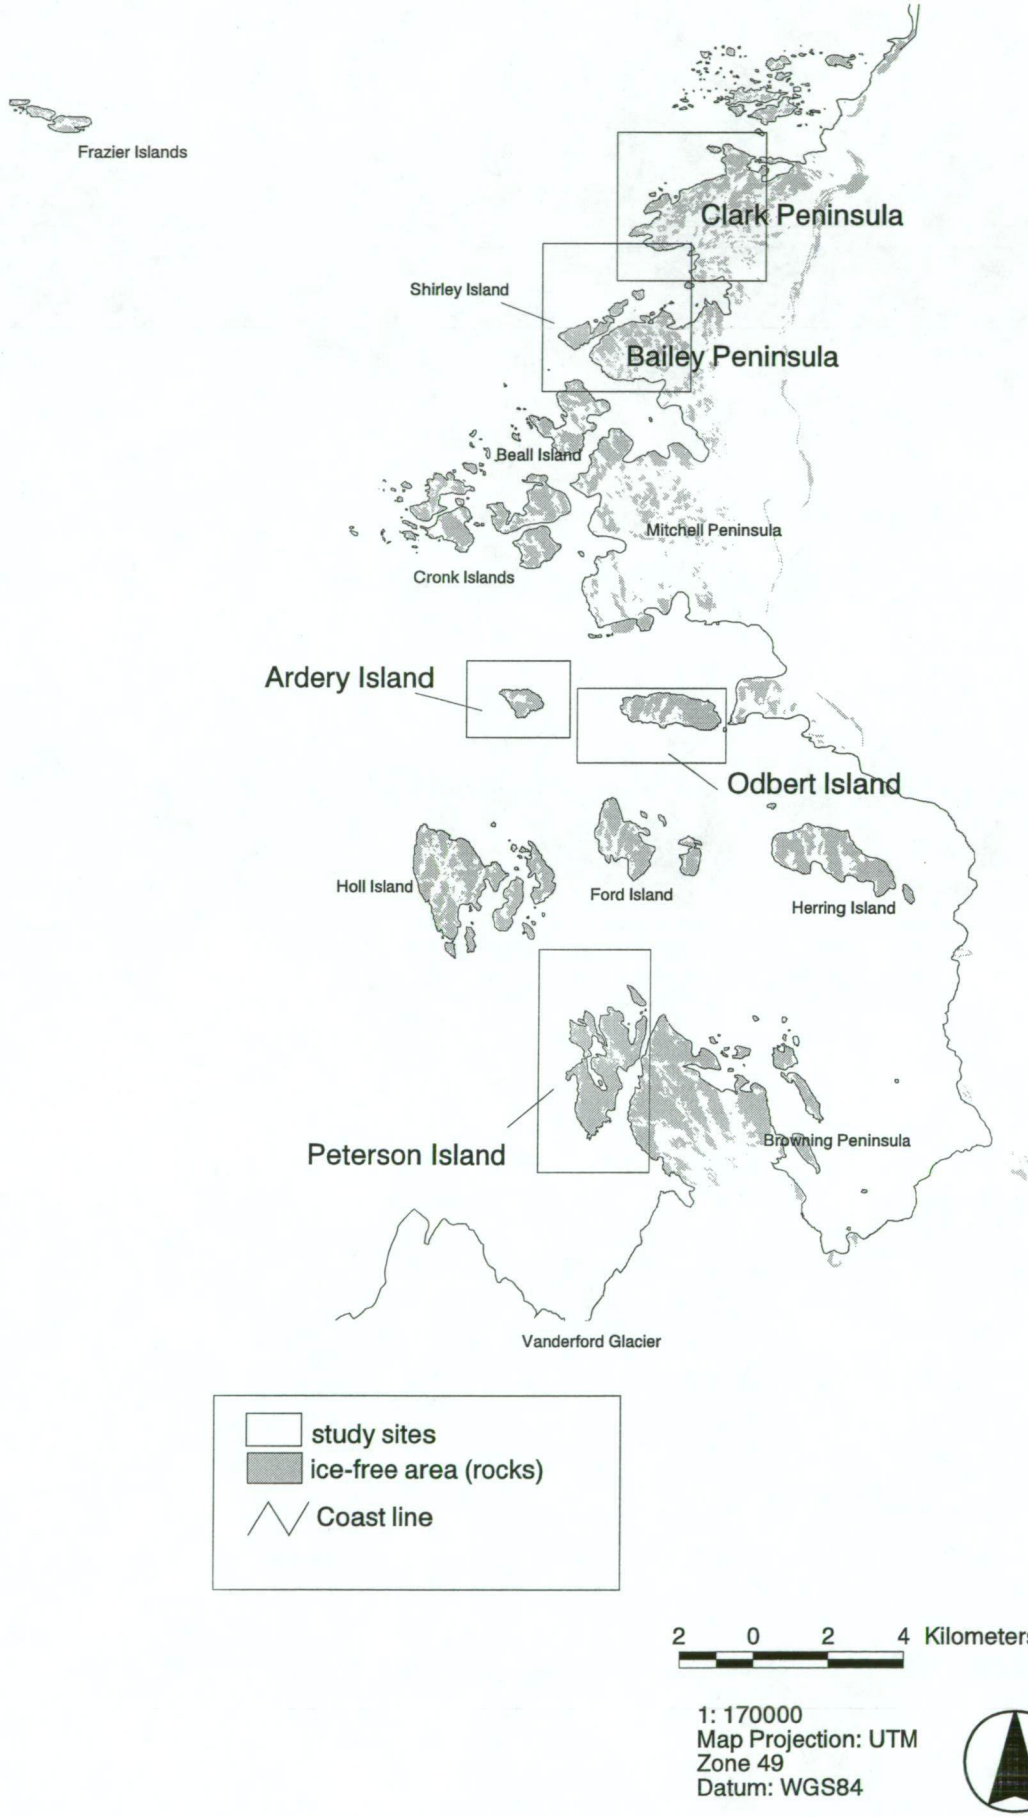 Frazier Islands
Clark Peninsula
Shirley Island
Bailey Peninsula
Beall Island
Mitchell Peninsula
Cronk Islands
Ardery Island
Odbert Island
Holl Island
Ford Island
Herring Island
Browning Peninsula
Peterson Island
Vanderford Glacier
study sites
ice-free area (rocks)
Coast line
2 0 2 4 Kilometers
1: 170000
Map Projection: UTM
Zone 49
Datum: WGS84